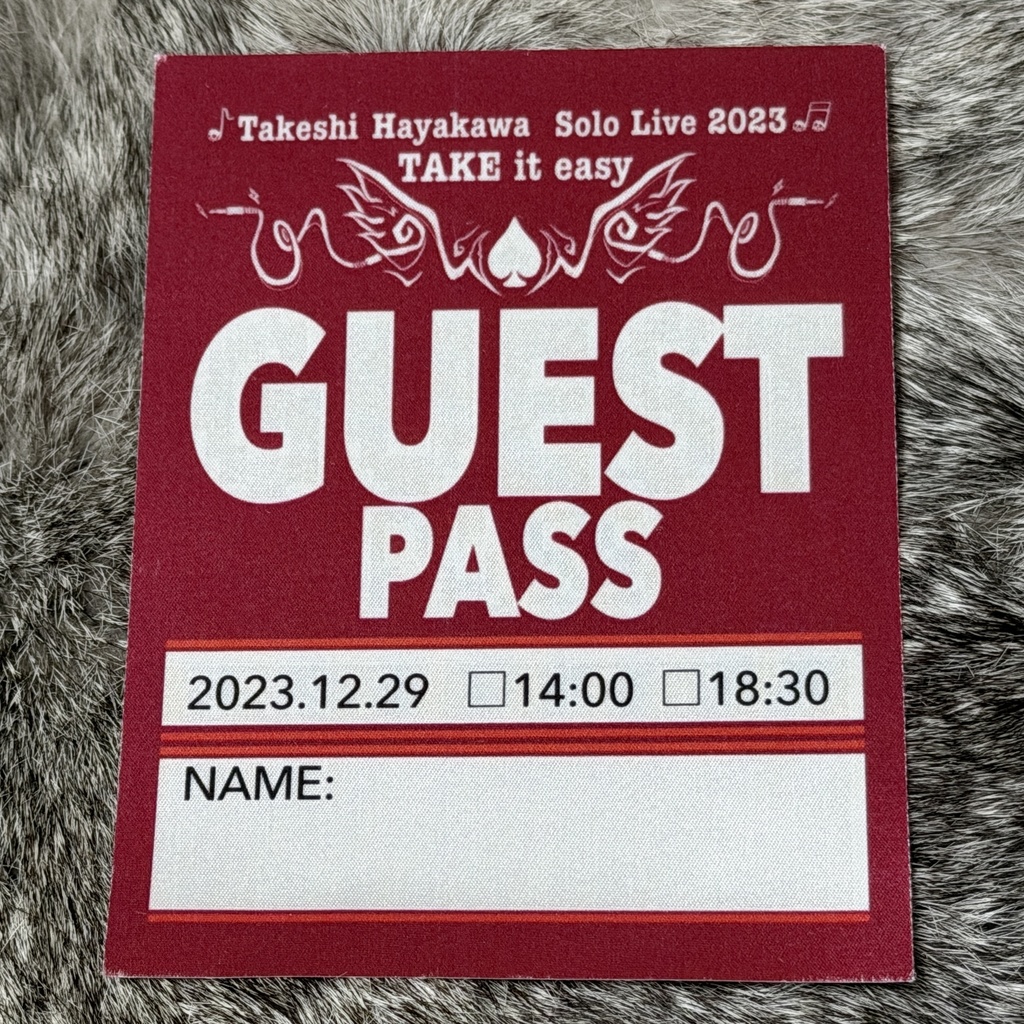 ♪Takeshi Hayakawa Solo Live 2023♫
TAKE it easy
GUEST
PASS
2023.12.29 □14:00 □18:30
NAME: